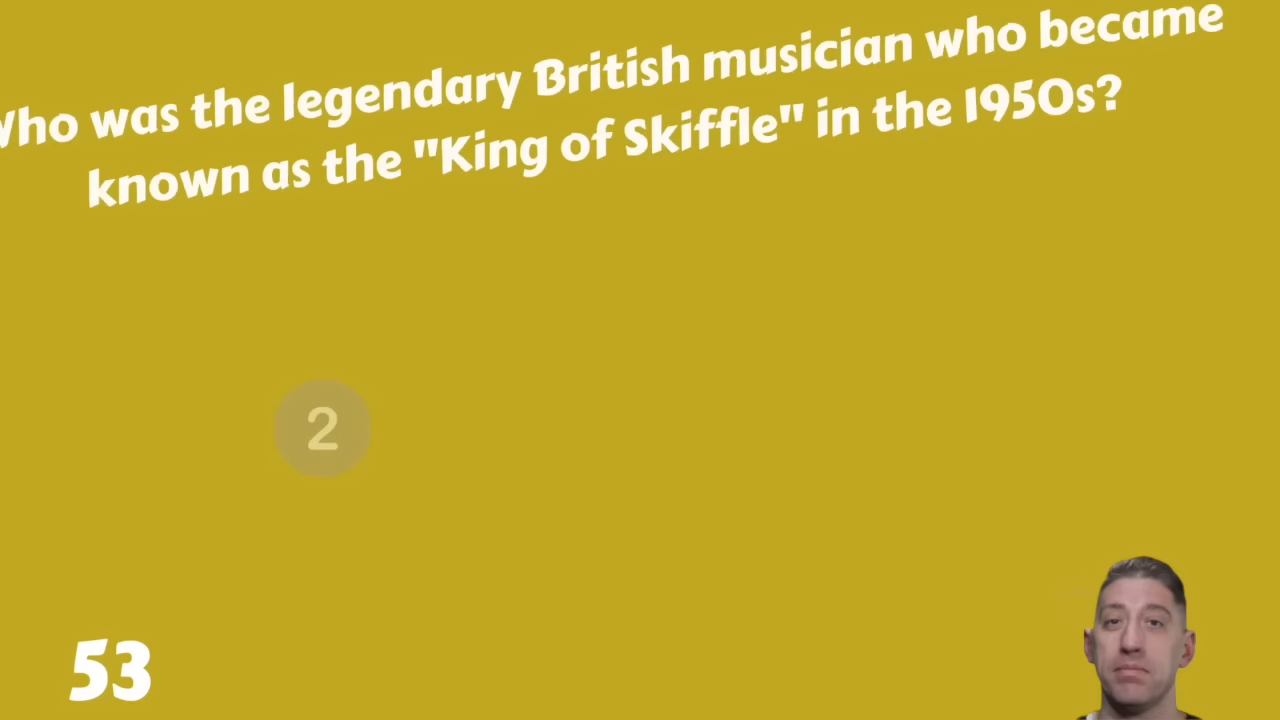 Who was the legendary British musician who became
known as the "King of Skiffle" in the 1950s?
2
53